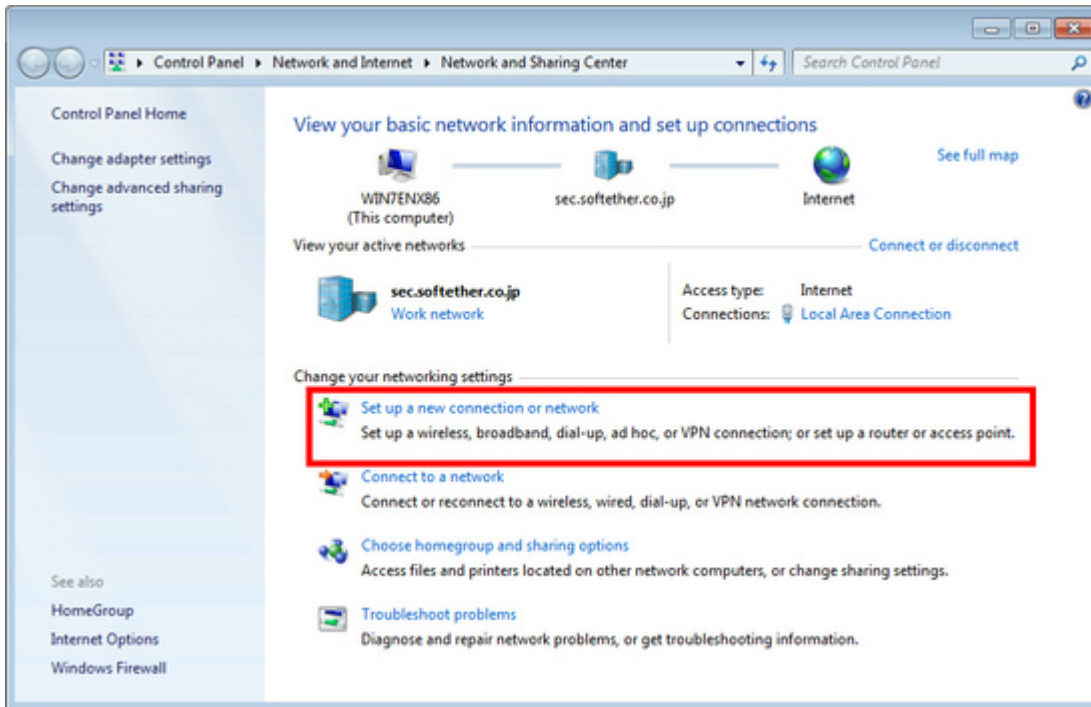 Control Panel ▸ Network and Internet ▸ Network and Sharing Center
Search Control Panel
Control Panel Home
Change adapter settings
Change advanced sharing
settings
View your basic network information and set up connections
See full map
WIN7ENX86
(This computer)
sec.softether.co.jp
Internet
View your active networks
Connect or disconnect
sec.softether.co.jp
Work network
Access type: Internet
Connections: Local Area Connection
Change your networking settings
Set up a new connection or network
Set up a wireless, broadband, dial-up, ad hoc, or VPN connection; or set up a router or access point.
Connect to a network
Connect or reconnect to a wireless, wired, dial-up, or VPN network connection.
Choose homegroup and sharing options
Access files and printers located on other network computers, or change sharing settings.
Troubleshoot problems
Diagnose and repair network problems, or get troubleshooting information.
See also
HomeGroup
Internet Options
Windows Firewall